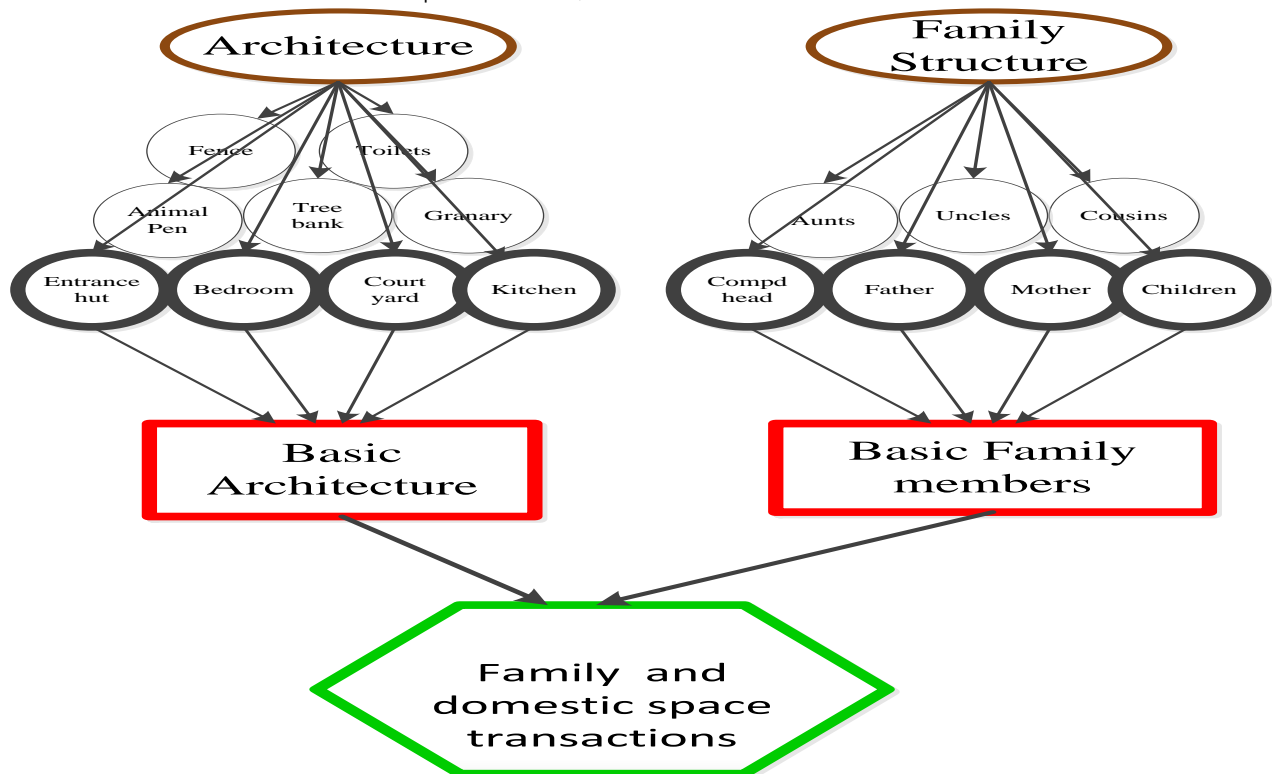 Architecture
Family
Structure
Fence
Toilets
Animal
Pen
Tree
bank
Granary
Aunts
Uncles
Cousins
Entrance
hut
Bedroom
Court
yard
Kitchen
Compd
head
Father
Mother
Children
Basic
Architecture
Basic Family
members
Family and
domestic space
transactions